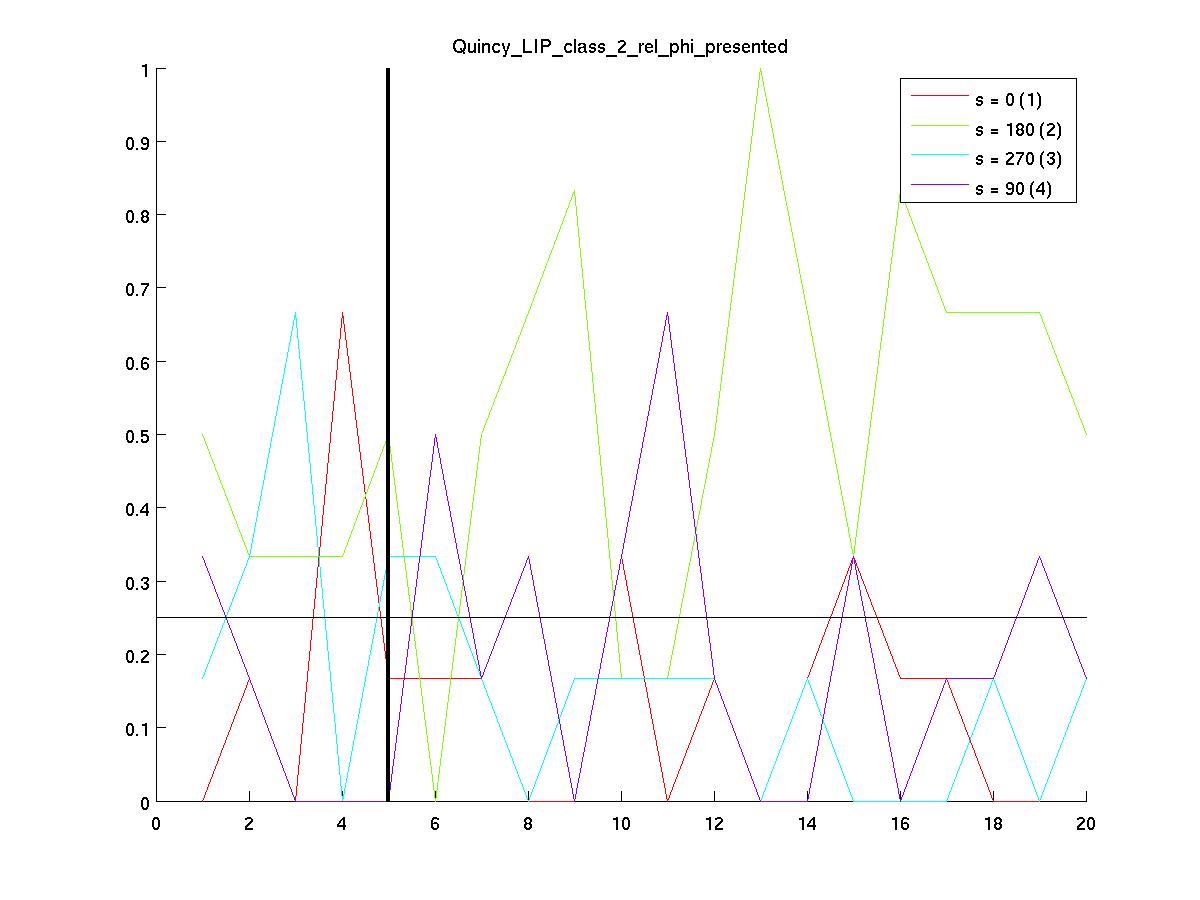 Quincy_LIP_class_2_rel_phi_presented
1
0.9
0.8
0.7
0.6
0.5
0.4
0.3
0.2
0.1
0
0 2 4 6 8 10 12 14 16 18 20
s = 0 (1)
s = 180 (2)
s = 270 (3)
s = 90 (4)